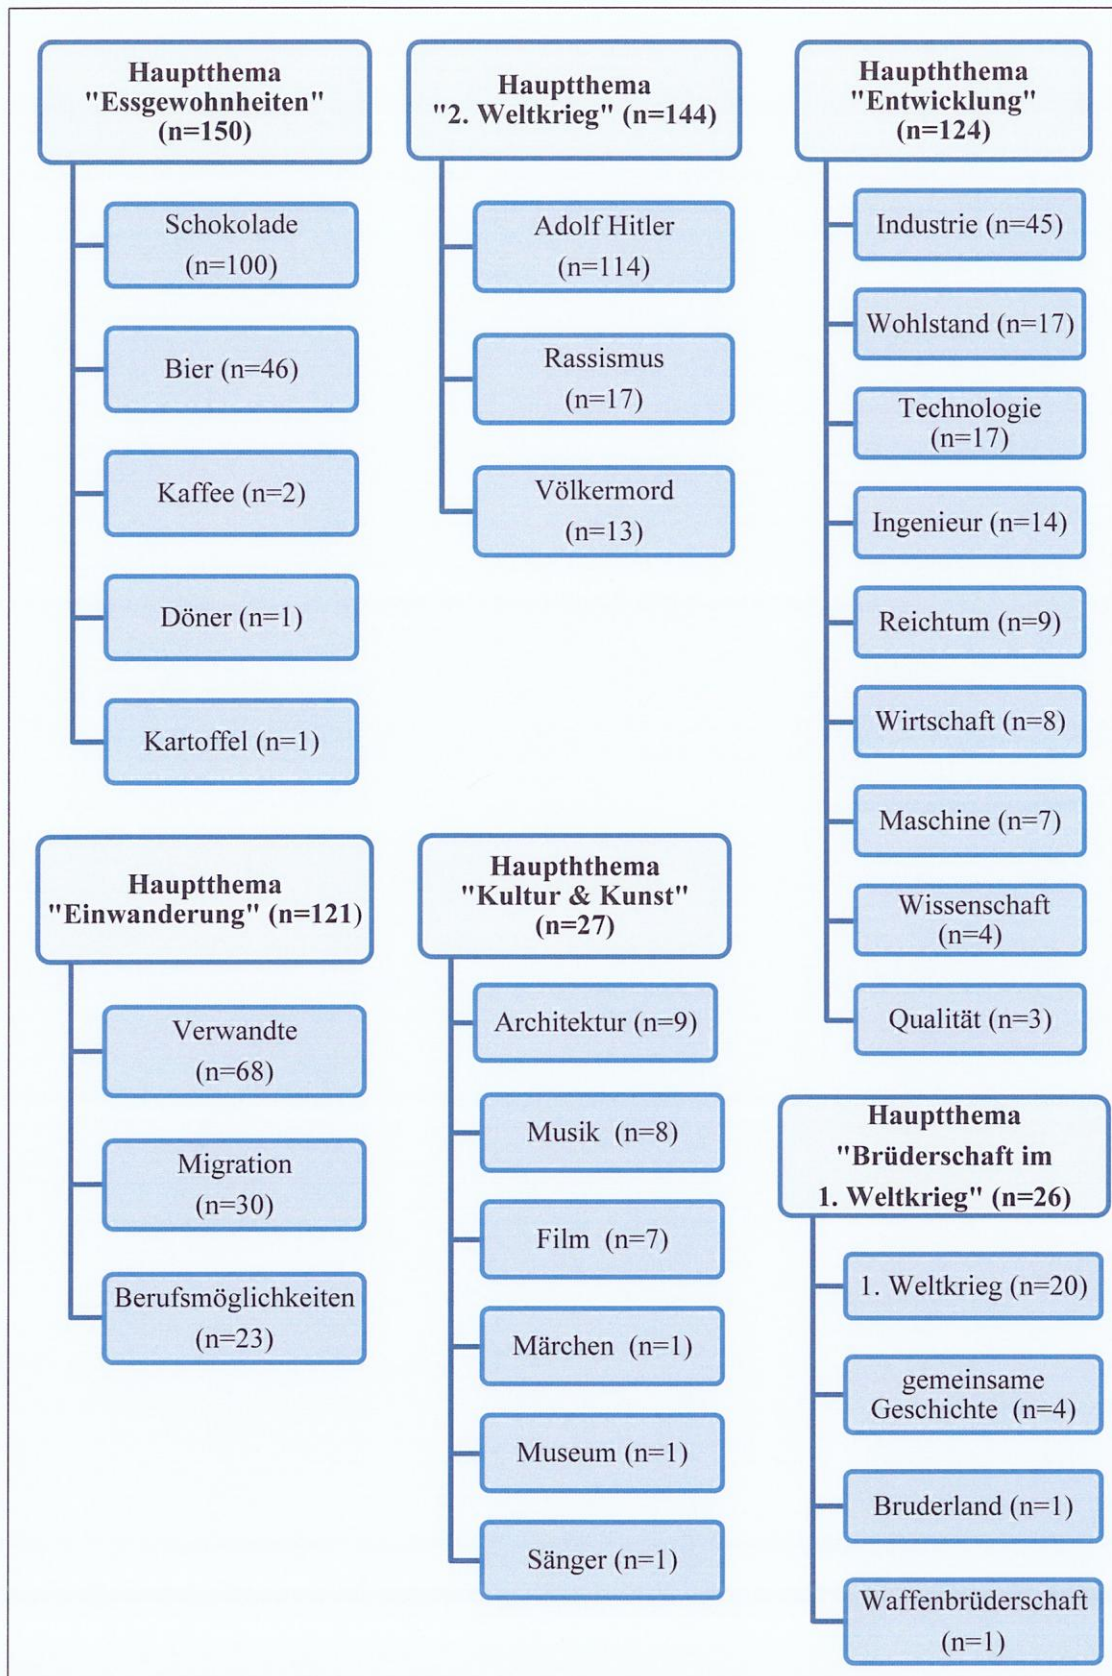 Hauptthema
"Essgewohnheiten"
(n=150)
Schokolade
(n=100)
Bier (n=46)
Kaffee (n=2)
Döner (n=1)
Kartoffel (n=1)
Hauptthema
"2. Weltkrieg" (n=144)
Adolf Hitler
(n=114)
Rassismus
(n=17)
Völkermord
(n=13)
Haupththema
"Entwicklung"
(n=124)
Industrie (n=45)
Wohlstand (n=17)
Technologie
(n=17)
Ingenieur (n=14)
Reichtum (n=9)
Wirtschaft (n=8)
Maschine (n=7)
Wissenschaft
(n=4)
Qualität (n=3)
Hauptthema
"Einwanderung" (n=121)
Verwandte
(n=68)
Migration
(n=30)
Berufsmöglichkeiten
(n=23)
Haupththema
"Kultur & Kunst"
(n=27)
Architektur (n=9)
Musik (n=8)
Film (n=7)
Märchen (n=1)
Museum (n=1)
Sänger (n=1)
Hauptthema
"Brüderschaft im
1. Weltkrieg" (n=26)
1. Weltkrieg (n=20)
gemeinsame
Geschichte (n=4)
Bruderland (n=1)
Waffenbrüderschaft
(n=1)